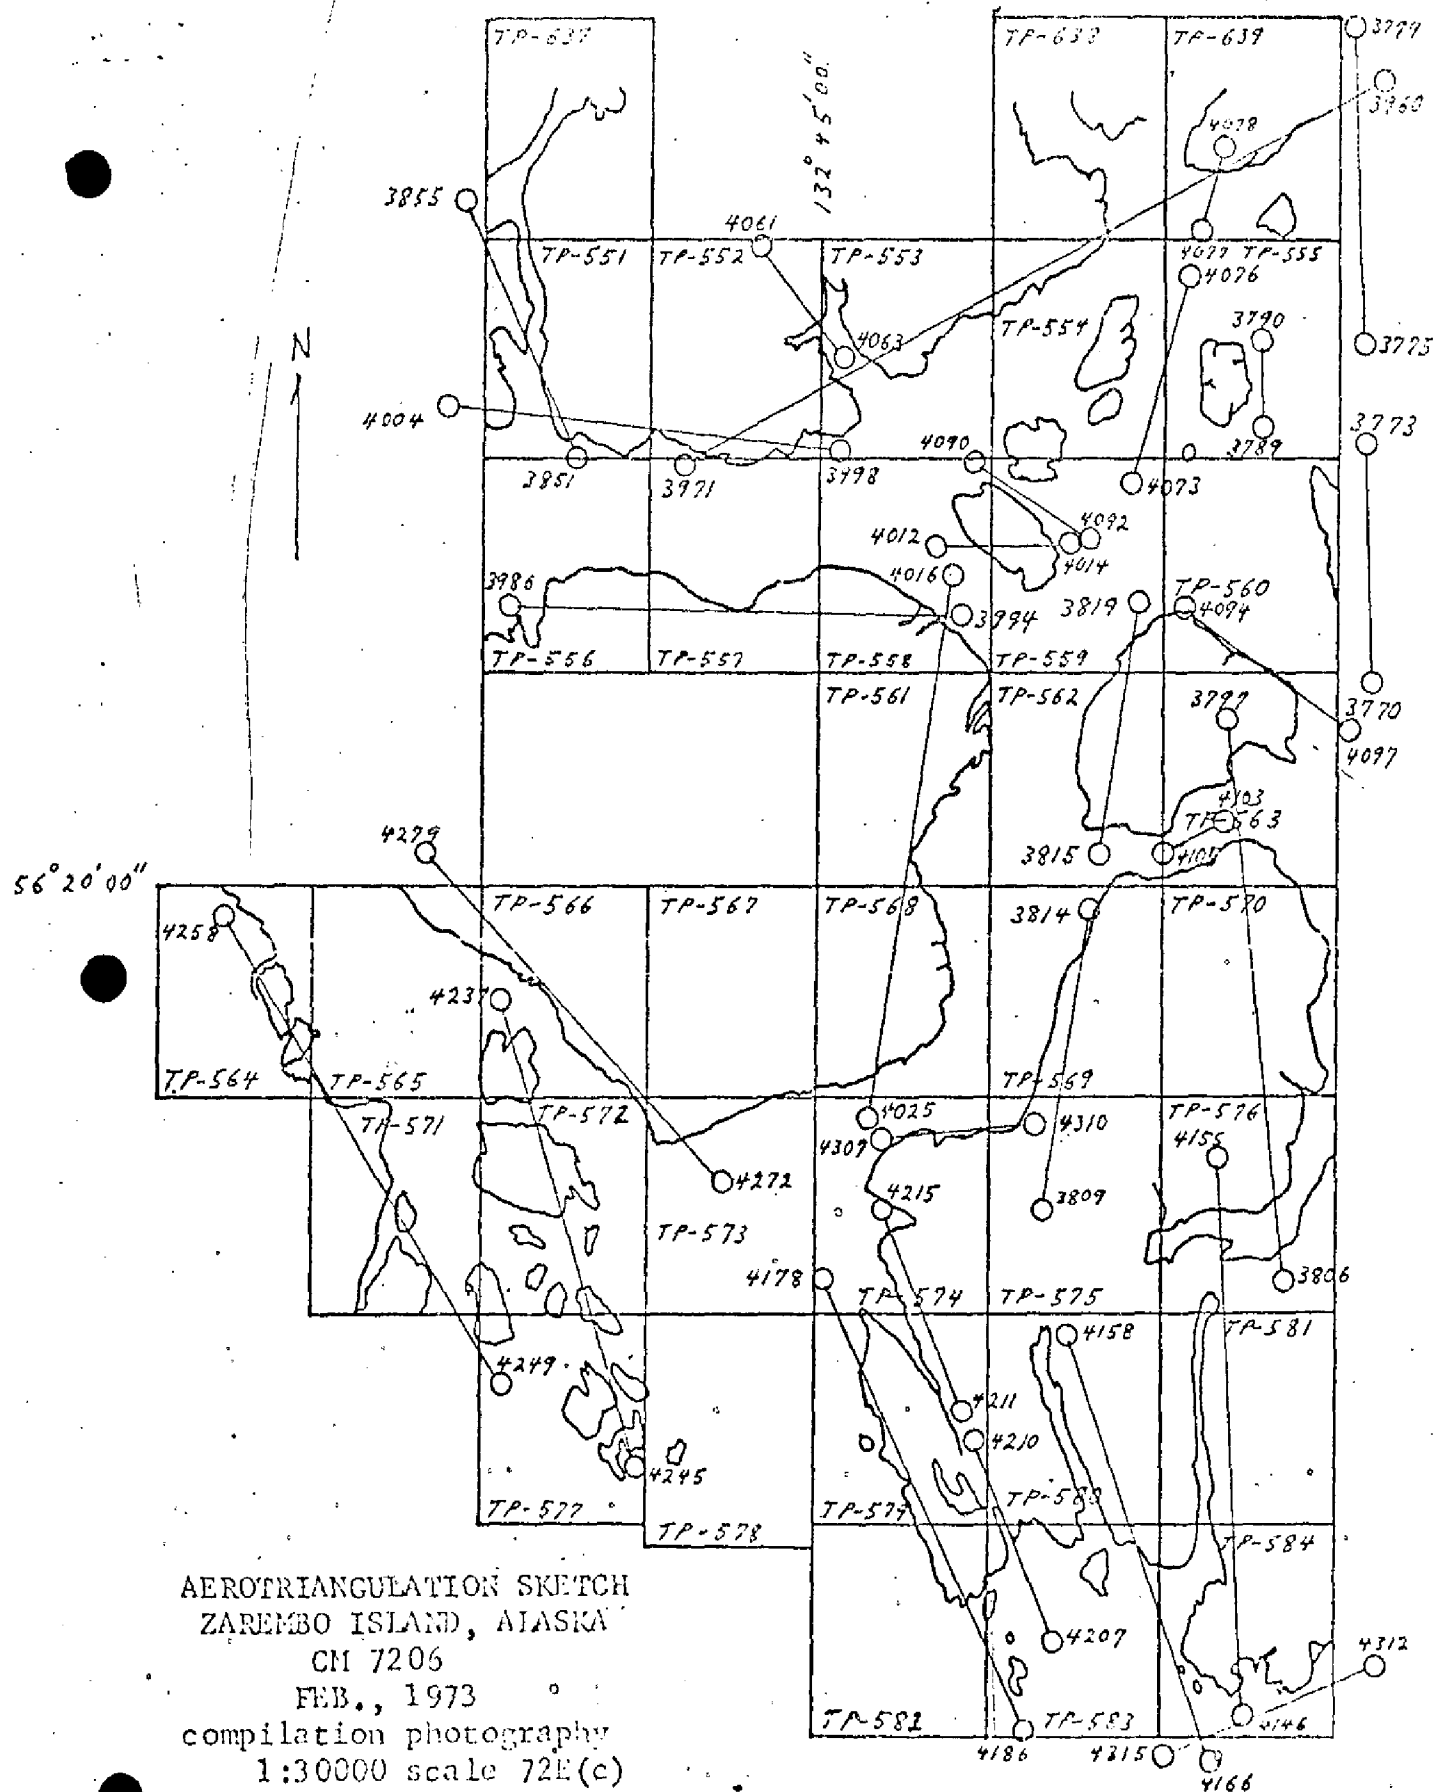 TP-637
TP-638
TP-639
3779
3960
132° 45' 00"
4078
3855
4061
4077
TP-551
TP-552
TP-553
TP-555
4076
TP-554
3790
N
4063
3775
4004
4090
3773
3789
3851
3971
3998
4073
4012
4092
4014
4016
3986
TP-560
3819
4094
3994
TP-556
TP-557
TP-558
TP-559
TP-561
TP-562
3797
3770
4097
4103
TP-563
4279
3815
4105
56° 20' 00"
TP-566
TP-567
TP-568
3814
TP-570
4258
4237
TP-564
TP-565
TP-569
TP-571
TP-572
4025
4310
TP-576
4309
4155
4272
4215
3809
TP-573
4178
3806
TP-574
TP-575
4158
TP-581
4249
4211
4210
4245
TP-577
TP-579
TP-580
TP-578
TP-584
AEROTRIANGULATION SKETCH
ZAREMBO ISLAND, ALASKA
CM 7206
FEB., 1973
compilation photography
1:30000 scale 72E(c)
4207
4312
TP-582
TP-583
4146
4186
4315
4166